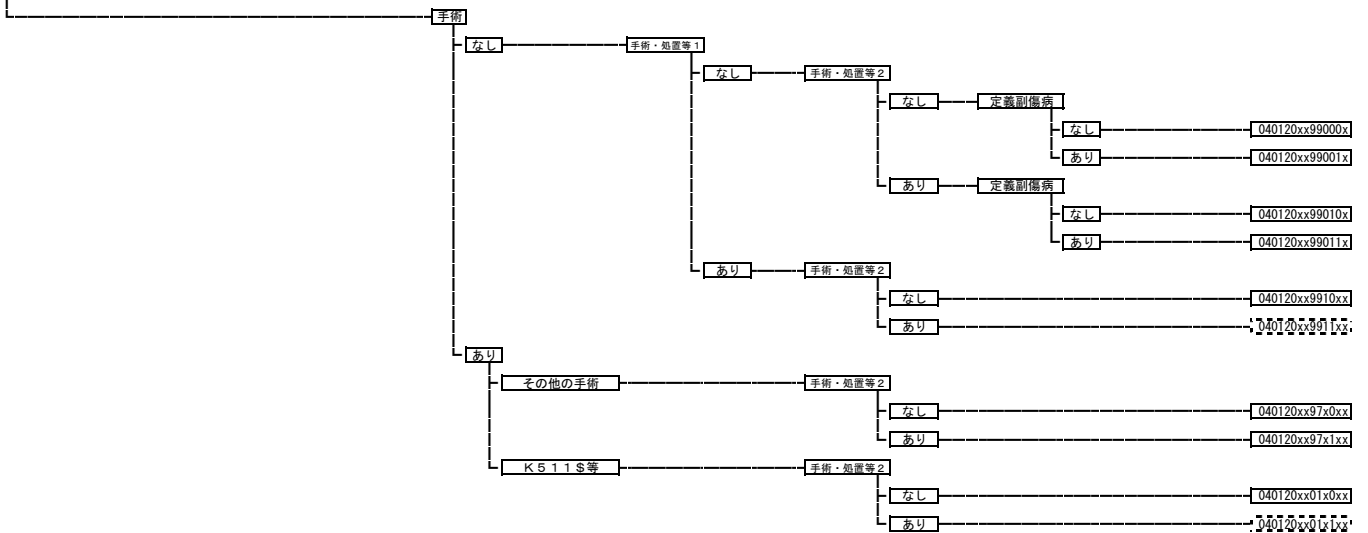 手術
なし 手術・処置等1
なし 手術・処置等2
なし 定義副傷病
なし 040120xx99000x
あり 040120xx99001x
あり 定義副傷病
なし 040120xx99010x
あり 040120xx99011x
あり 手術・処置等2
なし 040120xx9910xx
あり 040120xx9911xx
あり
その他の手術 手術・処置等2
なし 040120xx97x0xx
あり 040120xx97x1xx
K511$等 手術・処置等2
なし 040120xx01x0xx
あり 040120xx01x1xx